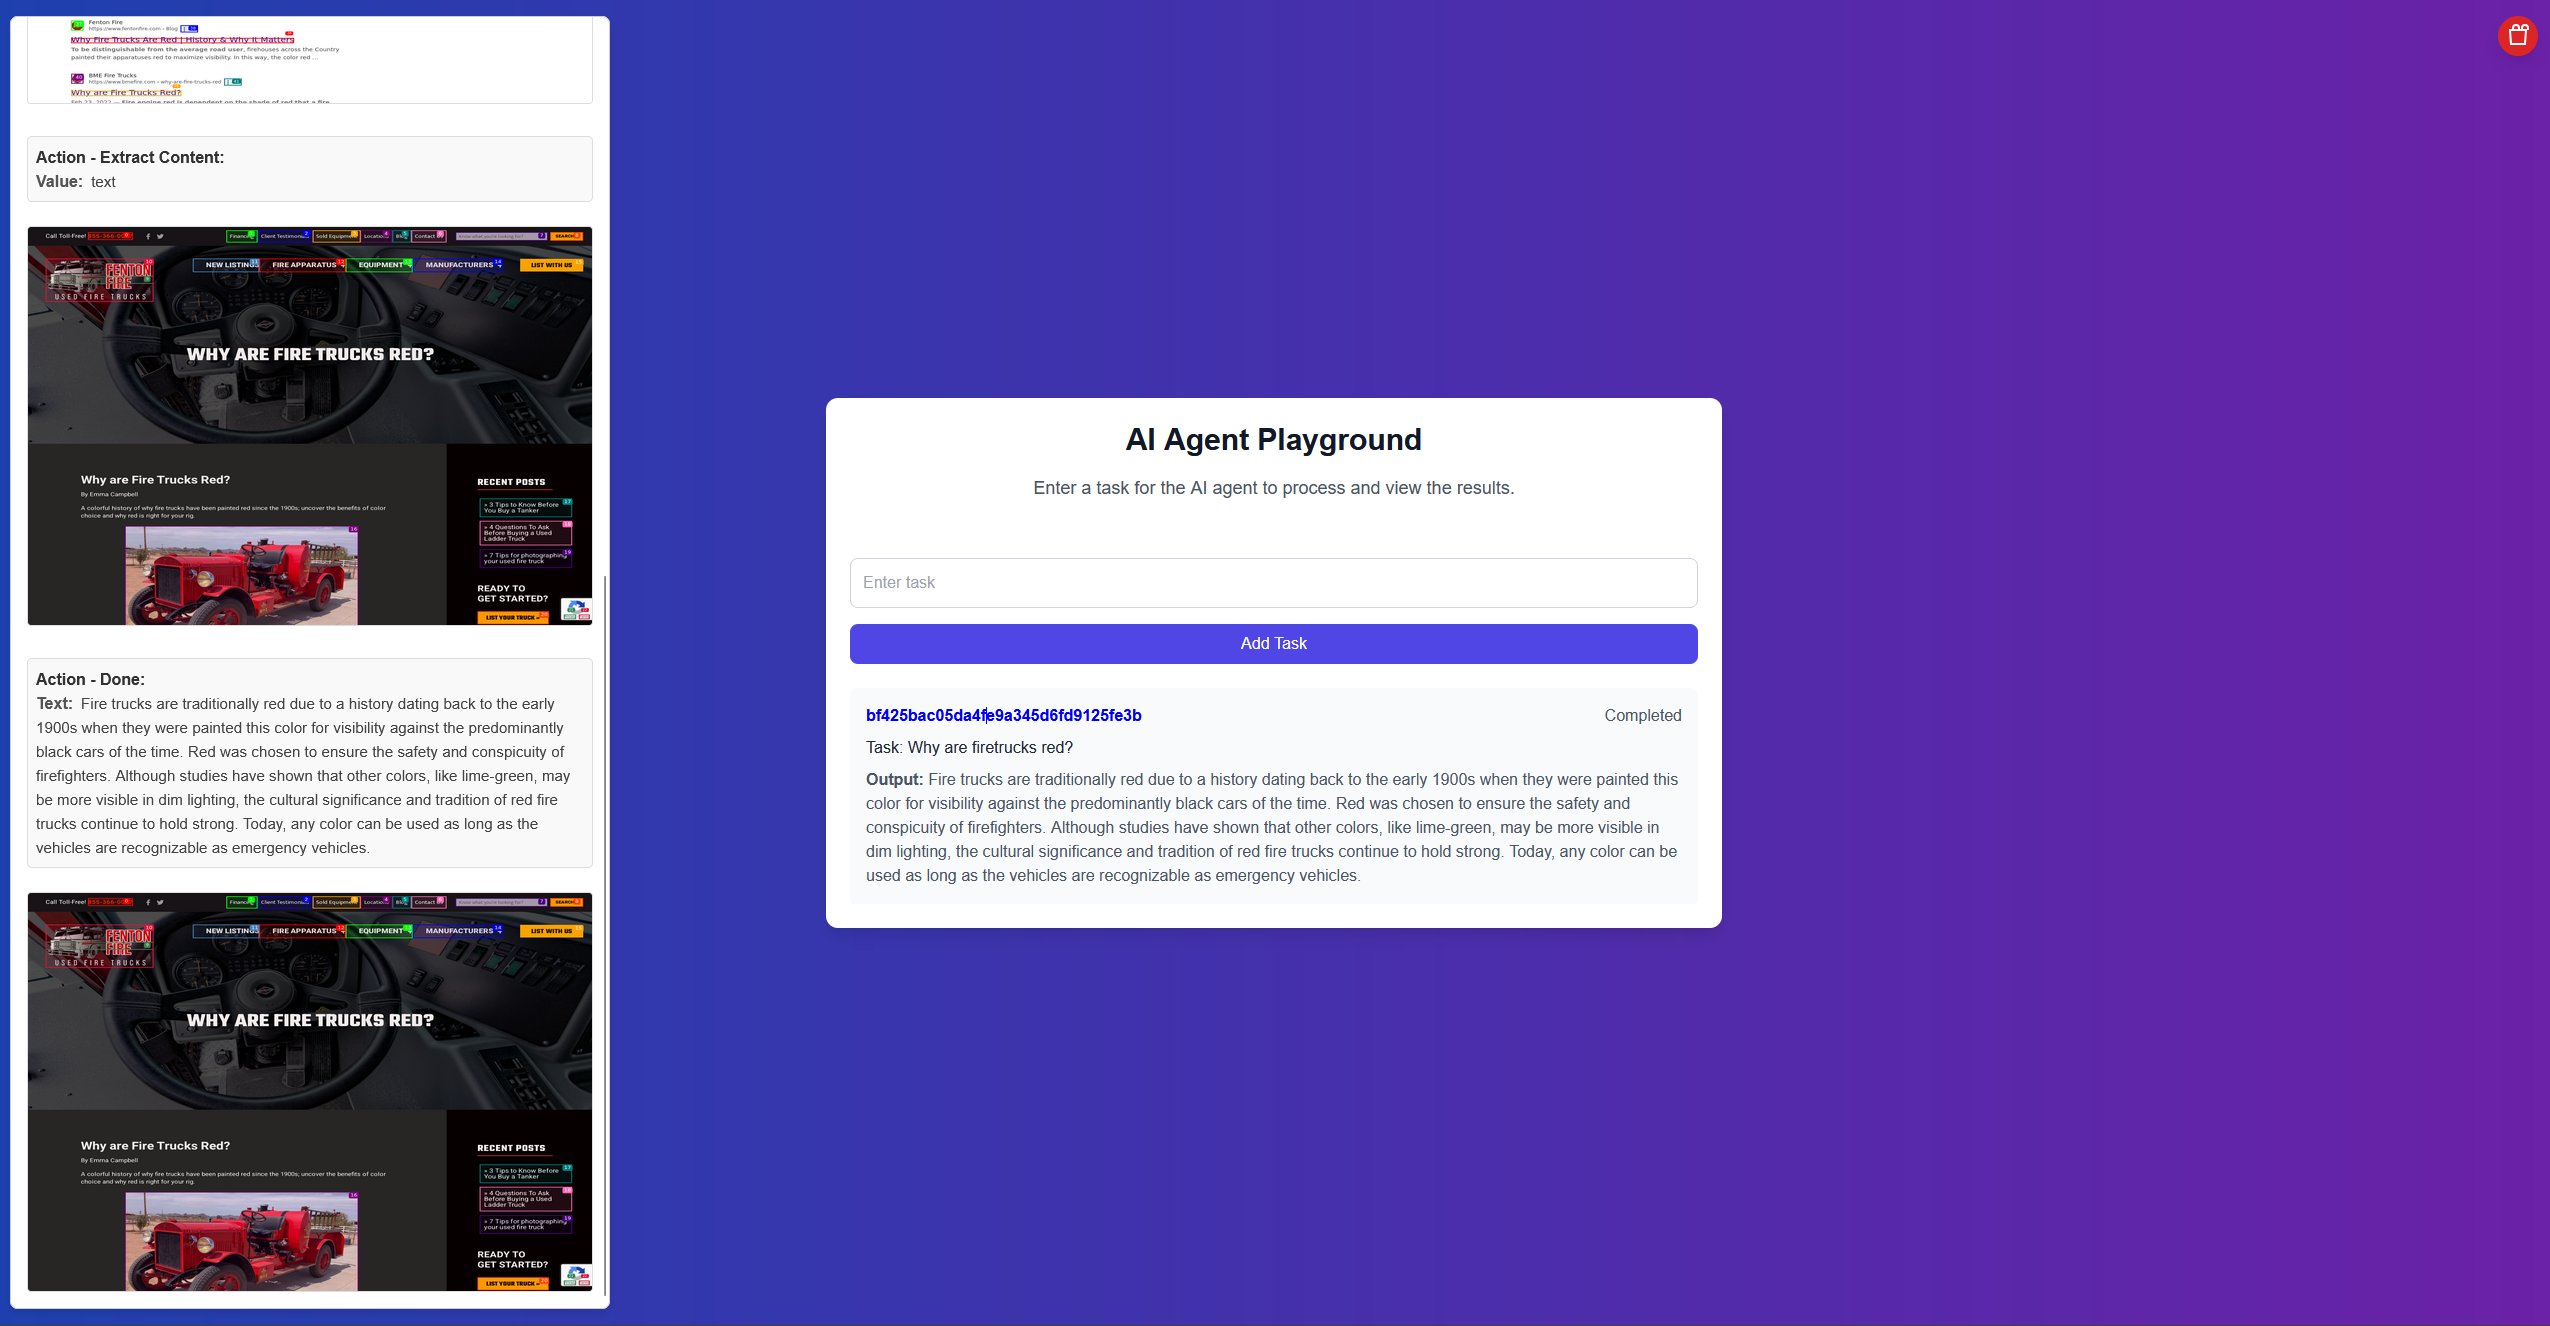 Fenton Fire
https://www.fentonfire.com › Blog
Why Fire Trucks Are Red | History & Why It Matters
To be distinguishable from the average road user, firehouses across the Country
painted their apparatuses red to maximize visibility. In this way, the color red ...
40
BME Fire Trucks
https://www.bmefire.com › why-are-fire-trucks-red
Why are Fire Trucks Red?
Feb 23, 2022 — Fire engine red is dependent on the shade of red that a fire
Action - Extract Content:
Value: text
Call Toll-Free!
Financing
Client Testimonials
Sold Equipment
Locations
Blog
Contact Us
Know what you're looking for?
SEARCH
FENTON
FIRE
USED FIRE TRUCKS
NEW LISTINGS
FIRE APPARATUS
EQUIPMENT
MANUFACTURERS
LIST WITH US
WHY ARE FIRE TRUCKS RED?
Why are Fire Trucks Red?
By Emma Campbell
A colorful history of why fire trucks have been painted red since the 1900s; uncover the benefits of color
choice and why red is right for your rig.
16
RECENT POSTS
» 3 Tips to Know Before
You Buy a Tanker
17
» 4 Questions To Ask
Before Buying a Used
Ladder Truck
18
» 7 Tips for photographing
your used fire truck
19
READY TO
GET STARTED?
LIST YOUR TRUCK »
Action - Done:
Text: Fire trucks are traditionally red due to a history dating back to the early
1900s when they were painted this color for visibility against the predominantly
black cars of the time. Red was chosen to ensure the safety and conspicuity of
firefighters. Although studies have shown that other colors, like lime-green, may
be more visible in dim lighting, the cultural significance and tradition of red fire
trucks continue to hold strong. Today, any color can be used as long as the
vehicles are recognizable as emergency vehicles.
Call Toll-Free!
Financing
Client Testimonials
Sold Equipment
Locations
Blog
Contact Us
Know what you're looking for?
SEARCH
FENTON
FIRE
USED FIRE TRUCKS
NEW LISTINGS
FIRE APPARATUS
EQUIPMENT
MANUFACTURERS
LIST WITH US
WHY ARE FIRE TRUCKS RED?
Why are Fire Trucks Red?
By Emma Campbell
A colorful history of why fire trucks have been painted red since the 1900s; uncover the benefits of color
choice and why red is right for your rig.
16
RECENT POSTS
» 3 Tips to Know Before
You Buy a Tanker
17
» 4 Questions To Ask
Before Buying a Used
Ladder Truck
18
» 7 Tips for photographing
your used fire truck
19
READY TO
GET STARTED?
LIST YOUR TRUCK »
AI Agent Playground
Enter a task for the AI agent to process and view the results.
Enter task
Add Task
bf425bac05da4fe9a345d6fd9125fe3b
Completed
Task: Why are firetrucks red?
Output: Fire trucks are traditionally red due to a history dating back to the early 1900s when they were painted this
color for visibility against the predominantly black cars of the time. Red was chosen to ensure the safety and
conspicuity of firefighters. Although studies have shown that other colors, like lime-green, may be more visible in
dim lighting, the cultural significance and tradition of red fire trucks continue to hold strong. Today, any color can be
used as long as the vehicles are recognizable as emergency vehicles.